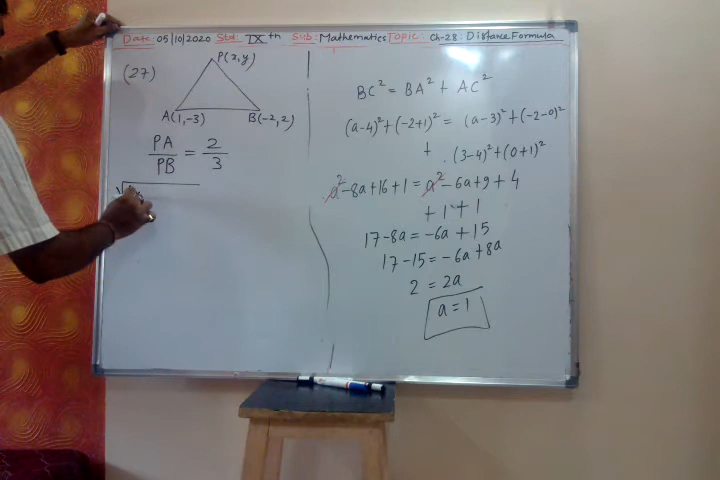 Date: 05/10/2020 Std: IXth Sub: Mathematics Topic: Ch-28: Distance Formula
(27)
P(x,y)
A(1,-3) B(-2,2)
PA/PB = 2/3
BC² = BA² + AC²
(a-4)²+(-2+1)² = (a-3)²+(-2-0)²
+ (3-4)²+(0+1)²
a²-8a+16+1 = a²-6a+9+4
+1+1
17-8a = -6a+15
17-15 = -6a+8a
2 = 2a
a=1